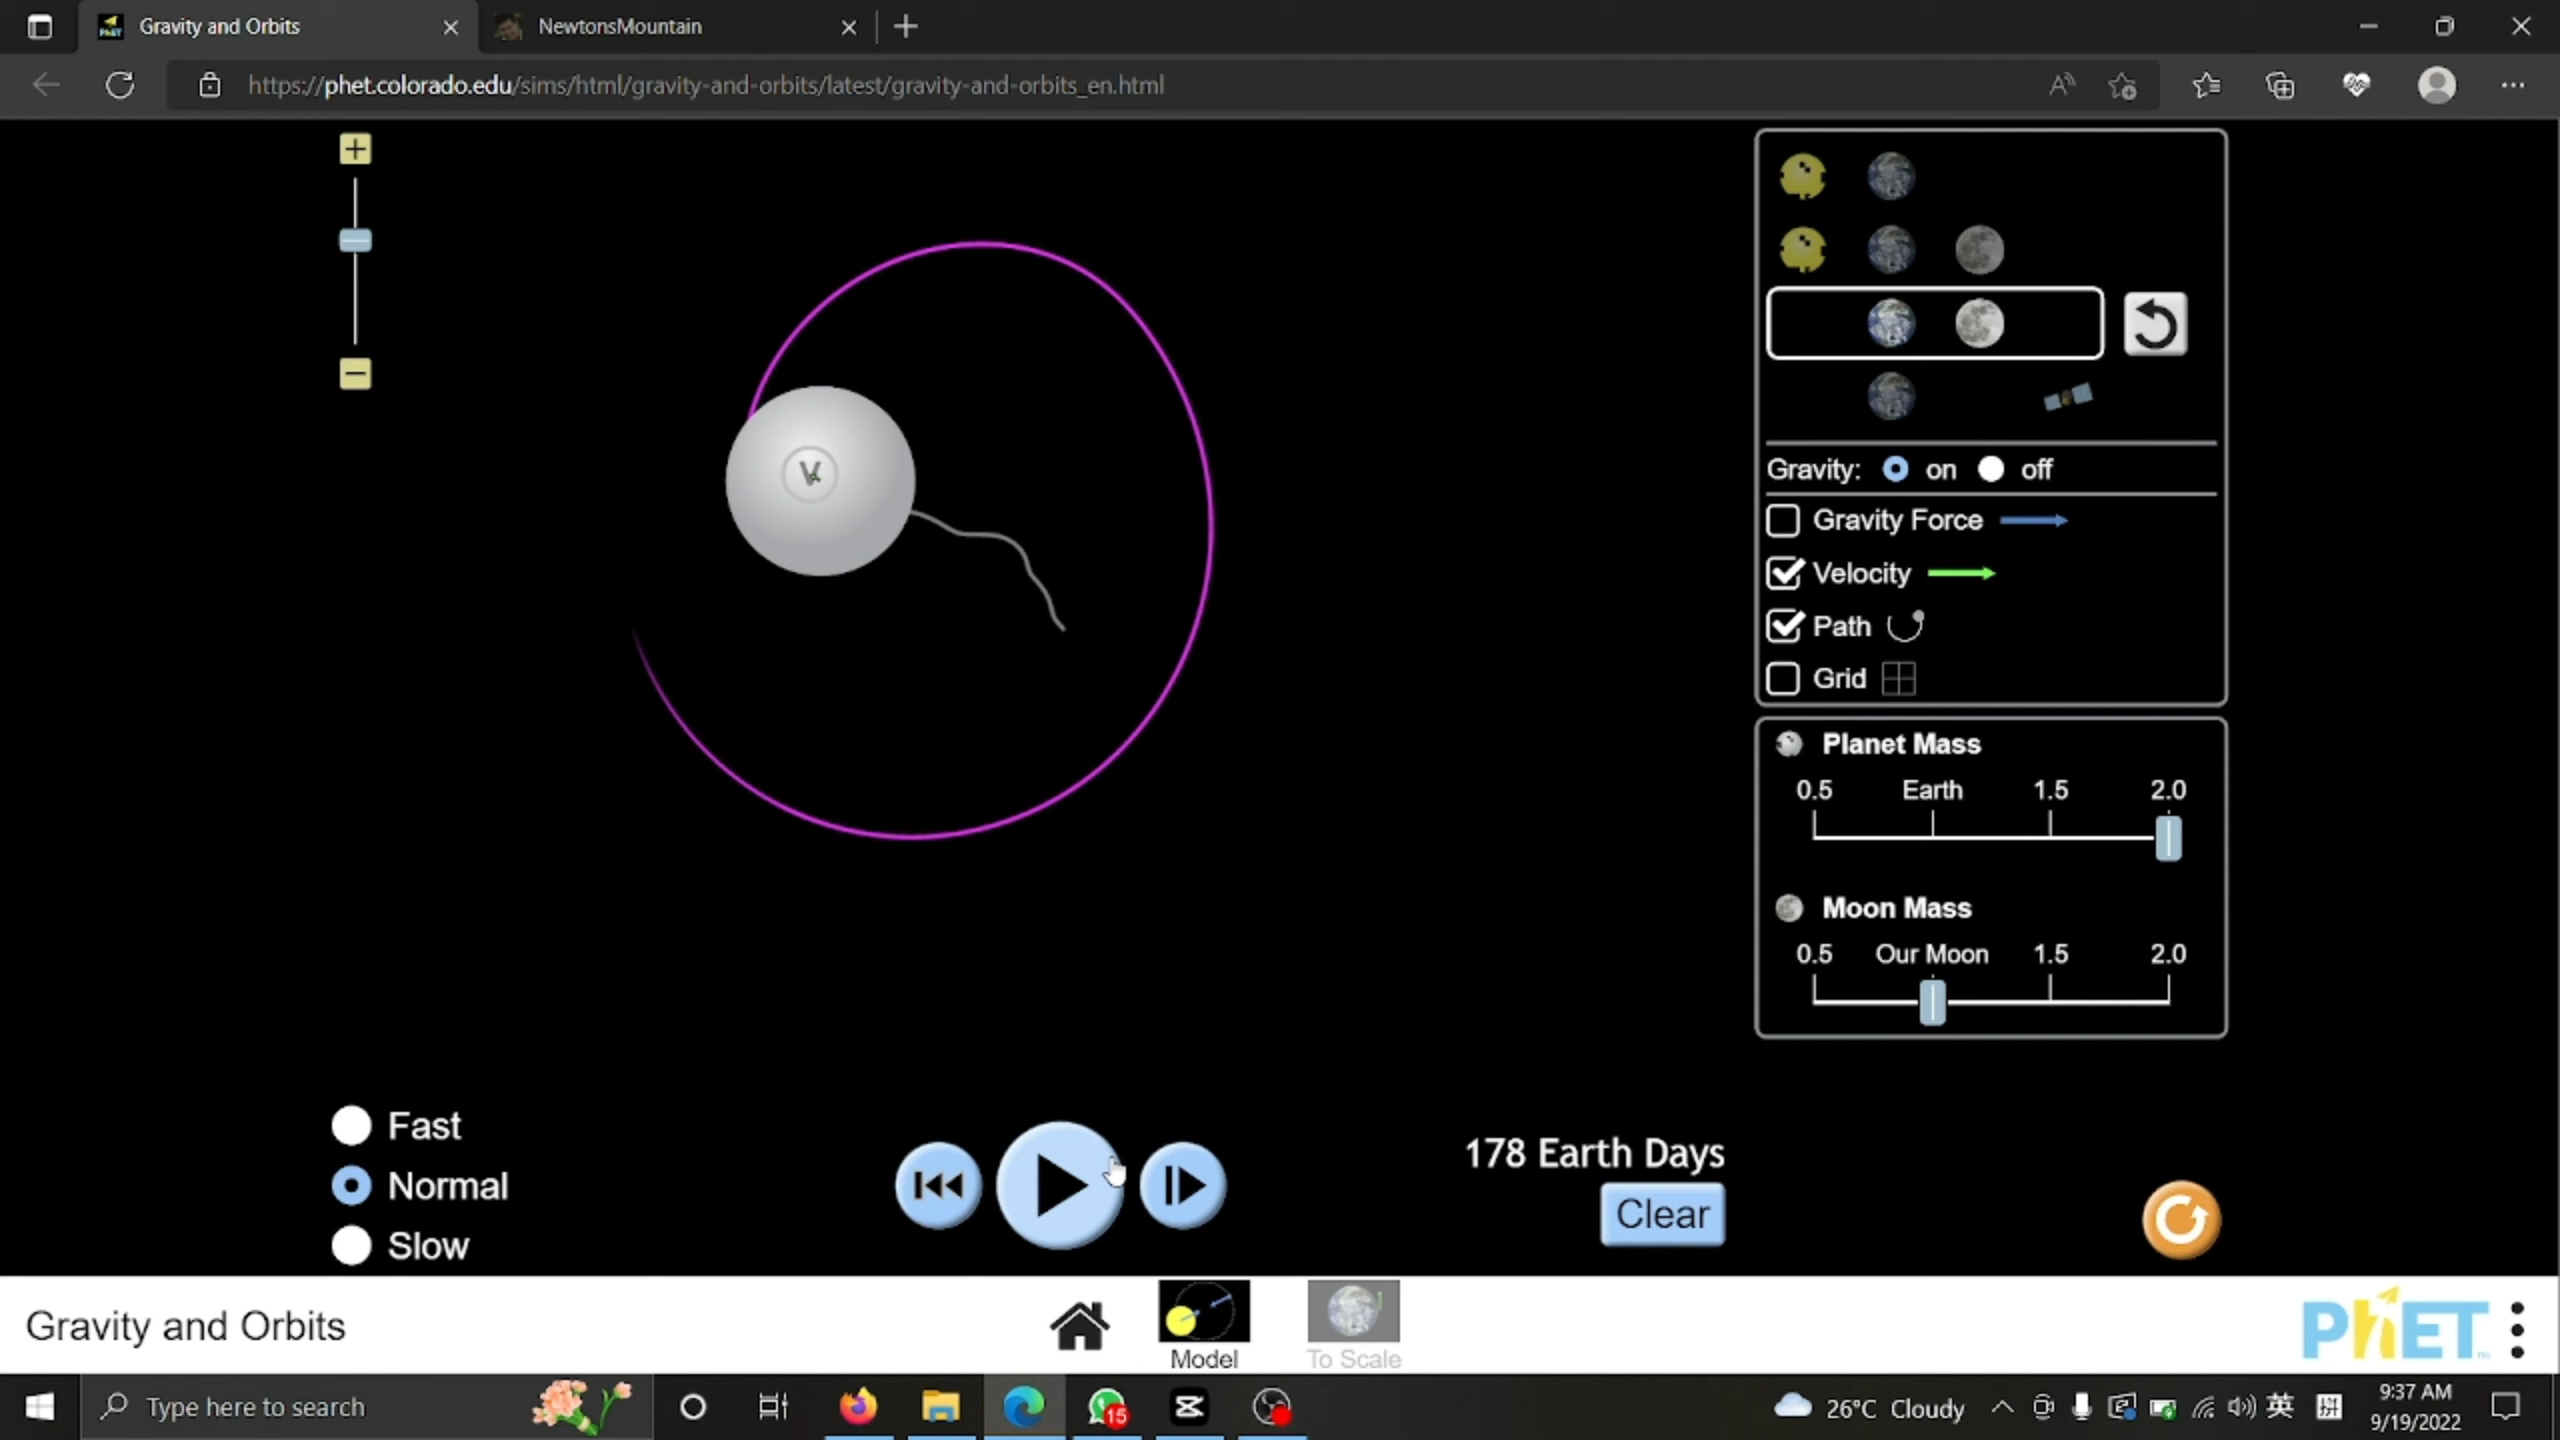 Gravity and Orbits
NewtonsMountain
https://phet.colorado.edu/sims/html/gravity-and-orbits/latest/gravity-and-orbits_en.html
V
Gravity: on off
Gravity Force
Velocity
Path
Grid
Planet Mass
0.5 Earth 1.5 2.0
Moon Mass
0.5 Our Moon 1.5 2.0
Fast
Normal
Slow
178 Earth Days
Clear
Gravity and Orbits
Model
To Scale
PhET
Type here to search
15
26°C Cloudy
英
拼
9:37 AM
9/19/2022